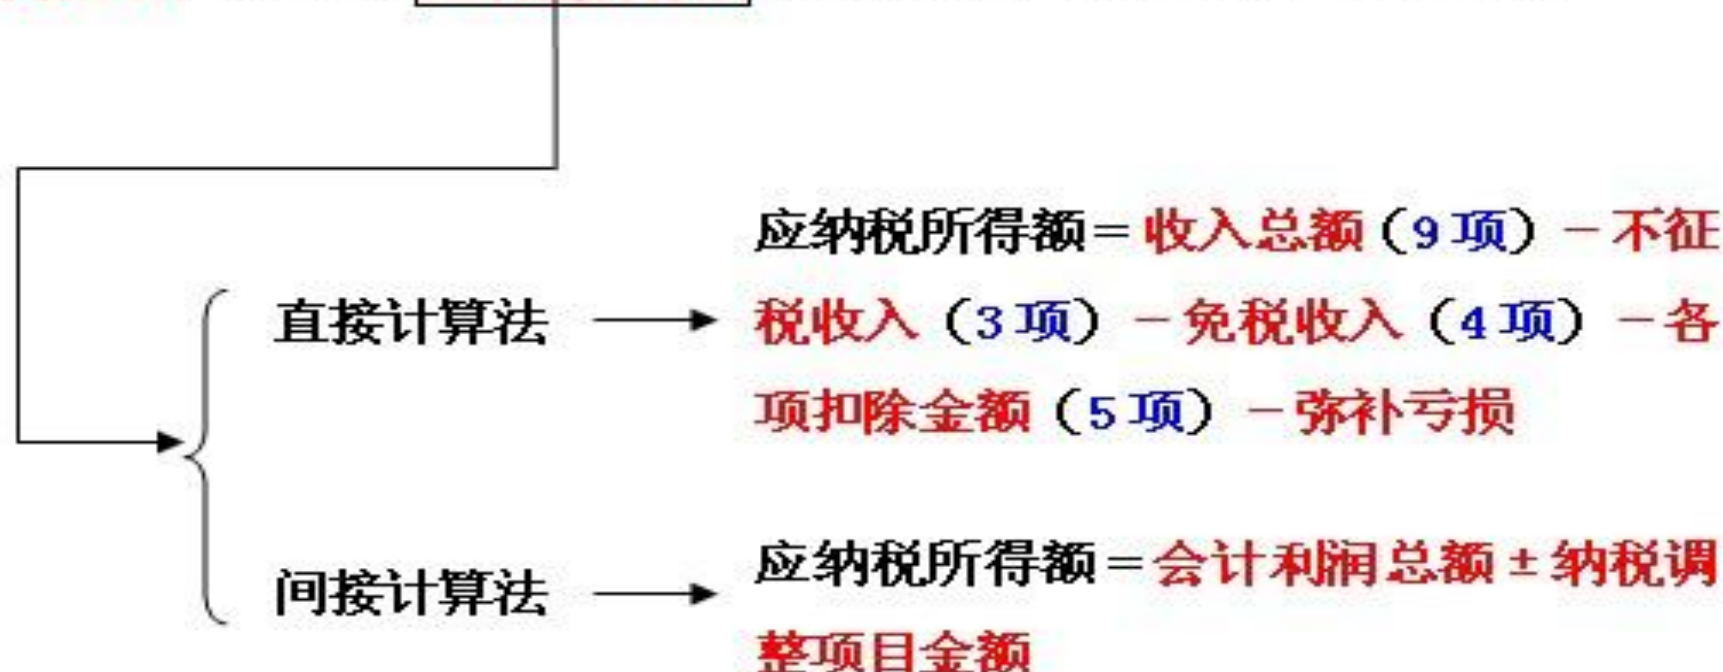 应纳税所得额＝收入总额（9 项）－不征
直接计算法
税收入（3 项）－免税收入（4 项）－各
项扣除金额（5 项）－弥补亏损
应纳税所得额＝会计利润总额±纳税调
间接计算法
整项目金额